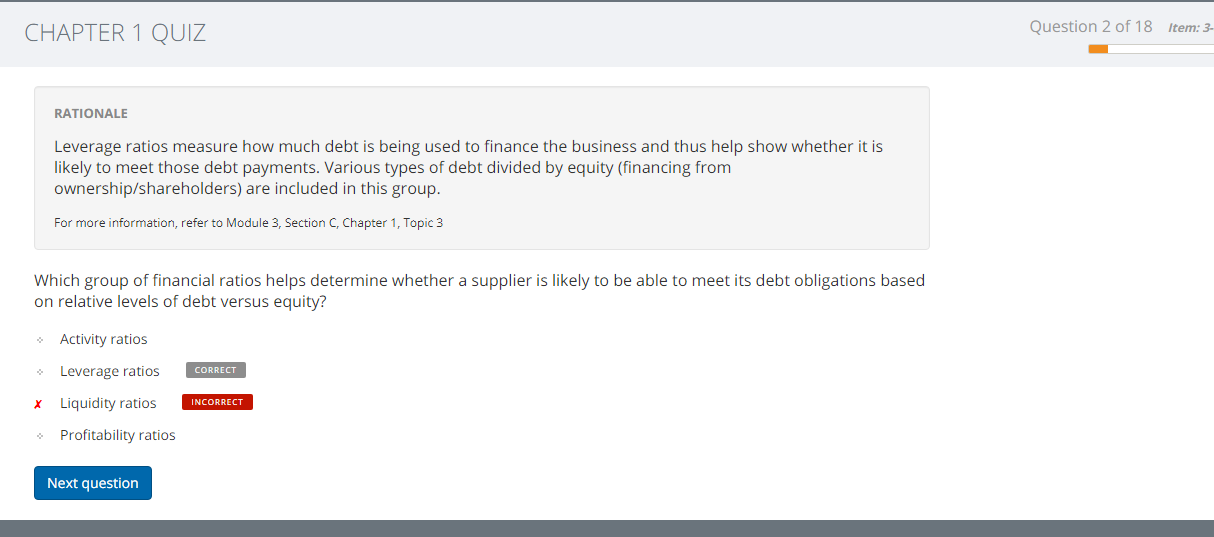 CHAPTER 1 QUIZ
Question 2 of 18 Item: 3-
RATIONALE
Leverage ratios measure how much debt is being used to finance the business and thus help show whether it is
likely to meet those debt payments. Various types of debt divided by equity (financing from
ownership/shareholders) are included in this group.
For more information, refer to Module 3, Section C, Chapter 1, Topic 3
Which group of financial ratios helps determine whether a supplier is likely to be able to meet its debt obligations based
on relative levels of debt versus equity?
Activity ratios
Leverage ratios CORRECT
✗ Liquidity ratios INCORRECT
Profitability ratios
Next question